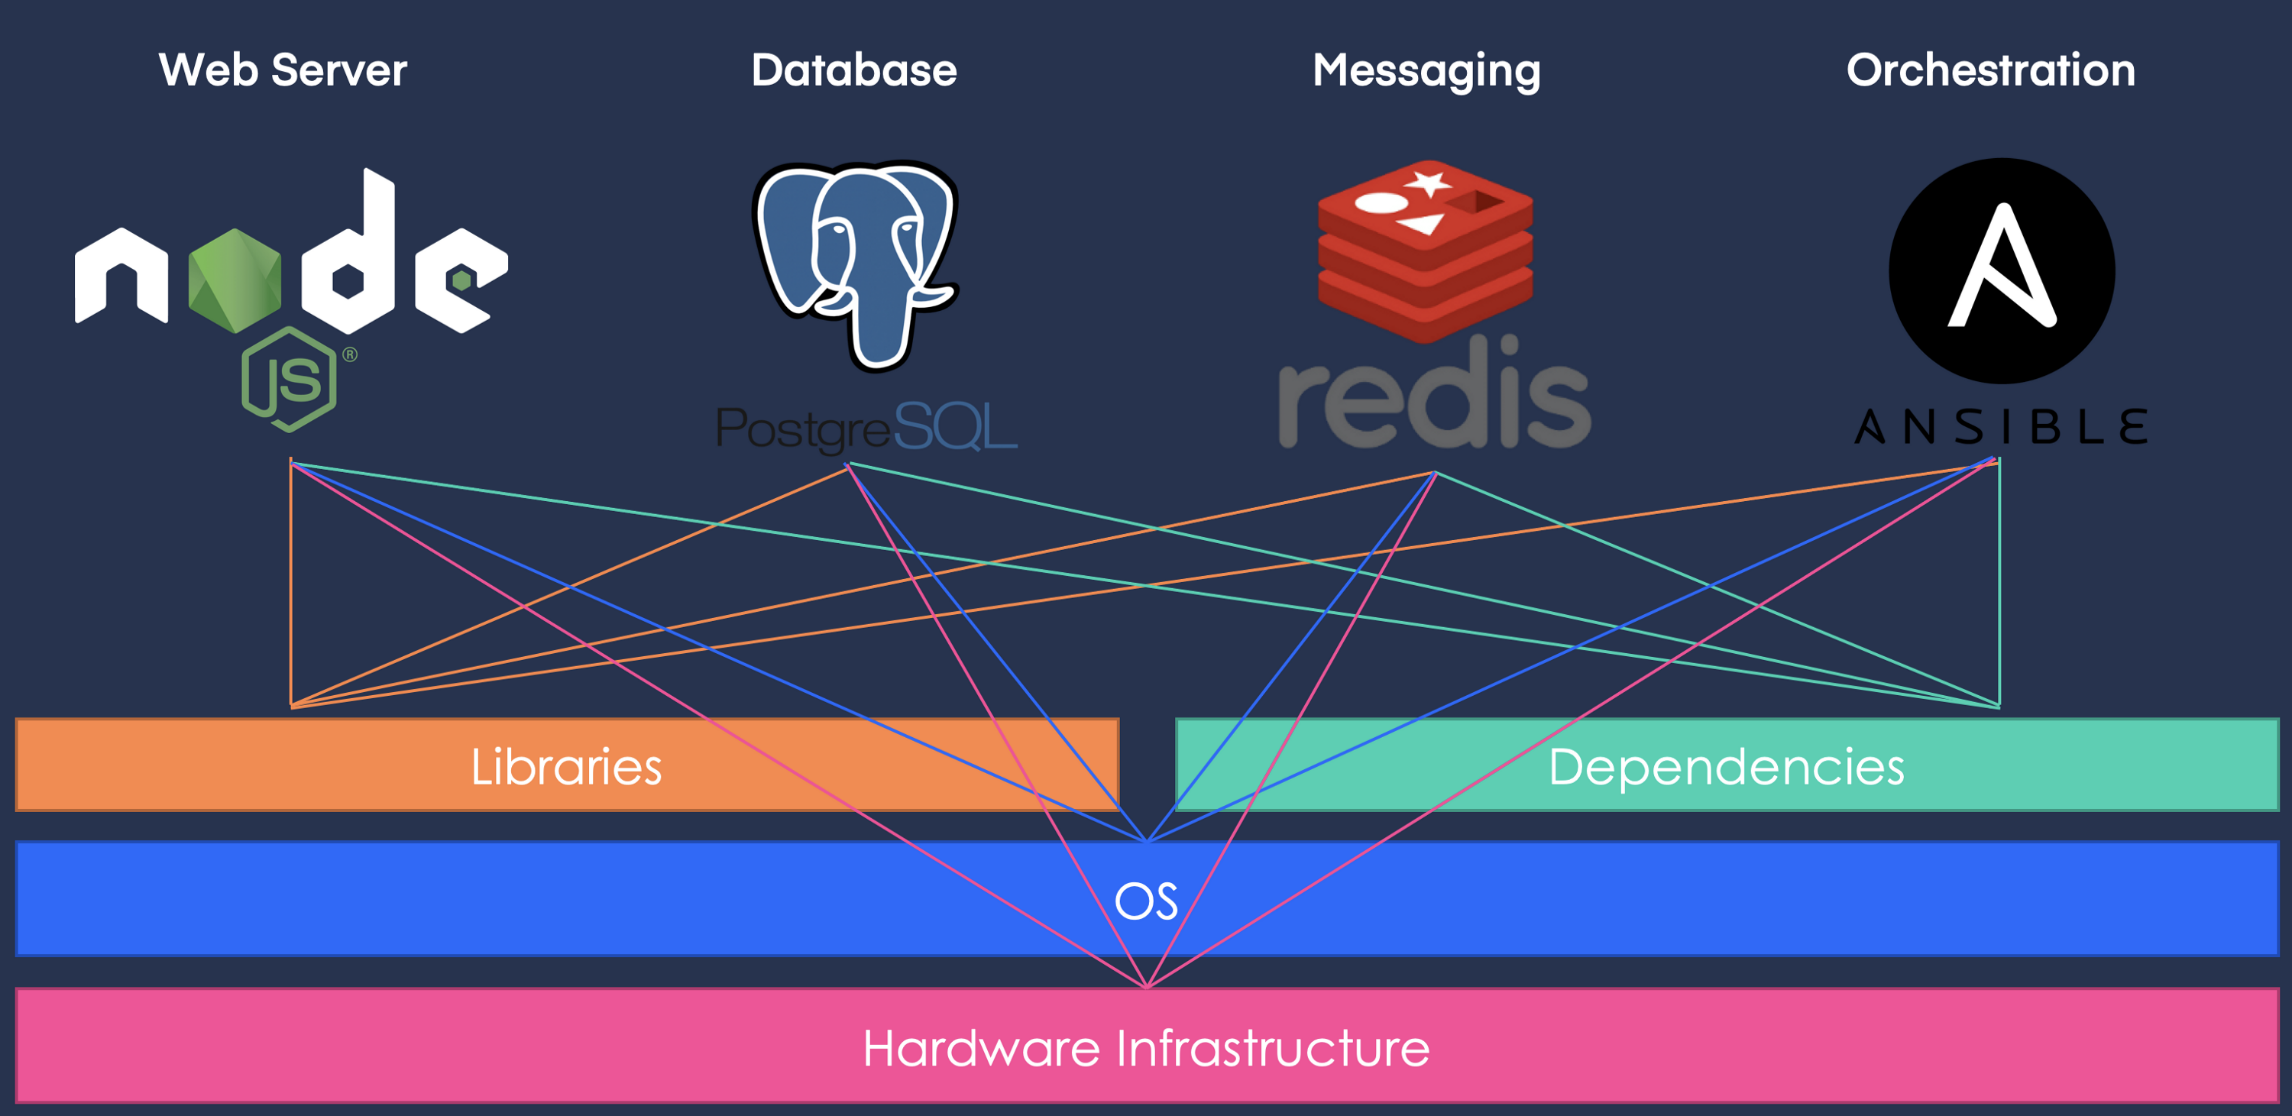 Web Server
Database
Messaging
Orchestration
node
JS®
PostgreSQL
redis
ANSIBLE
Libraries
Dependencies
OS
Hardware Infrastructure